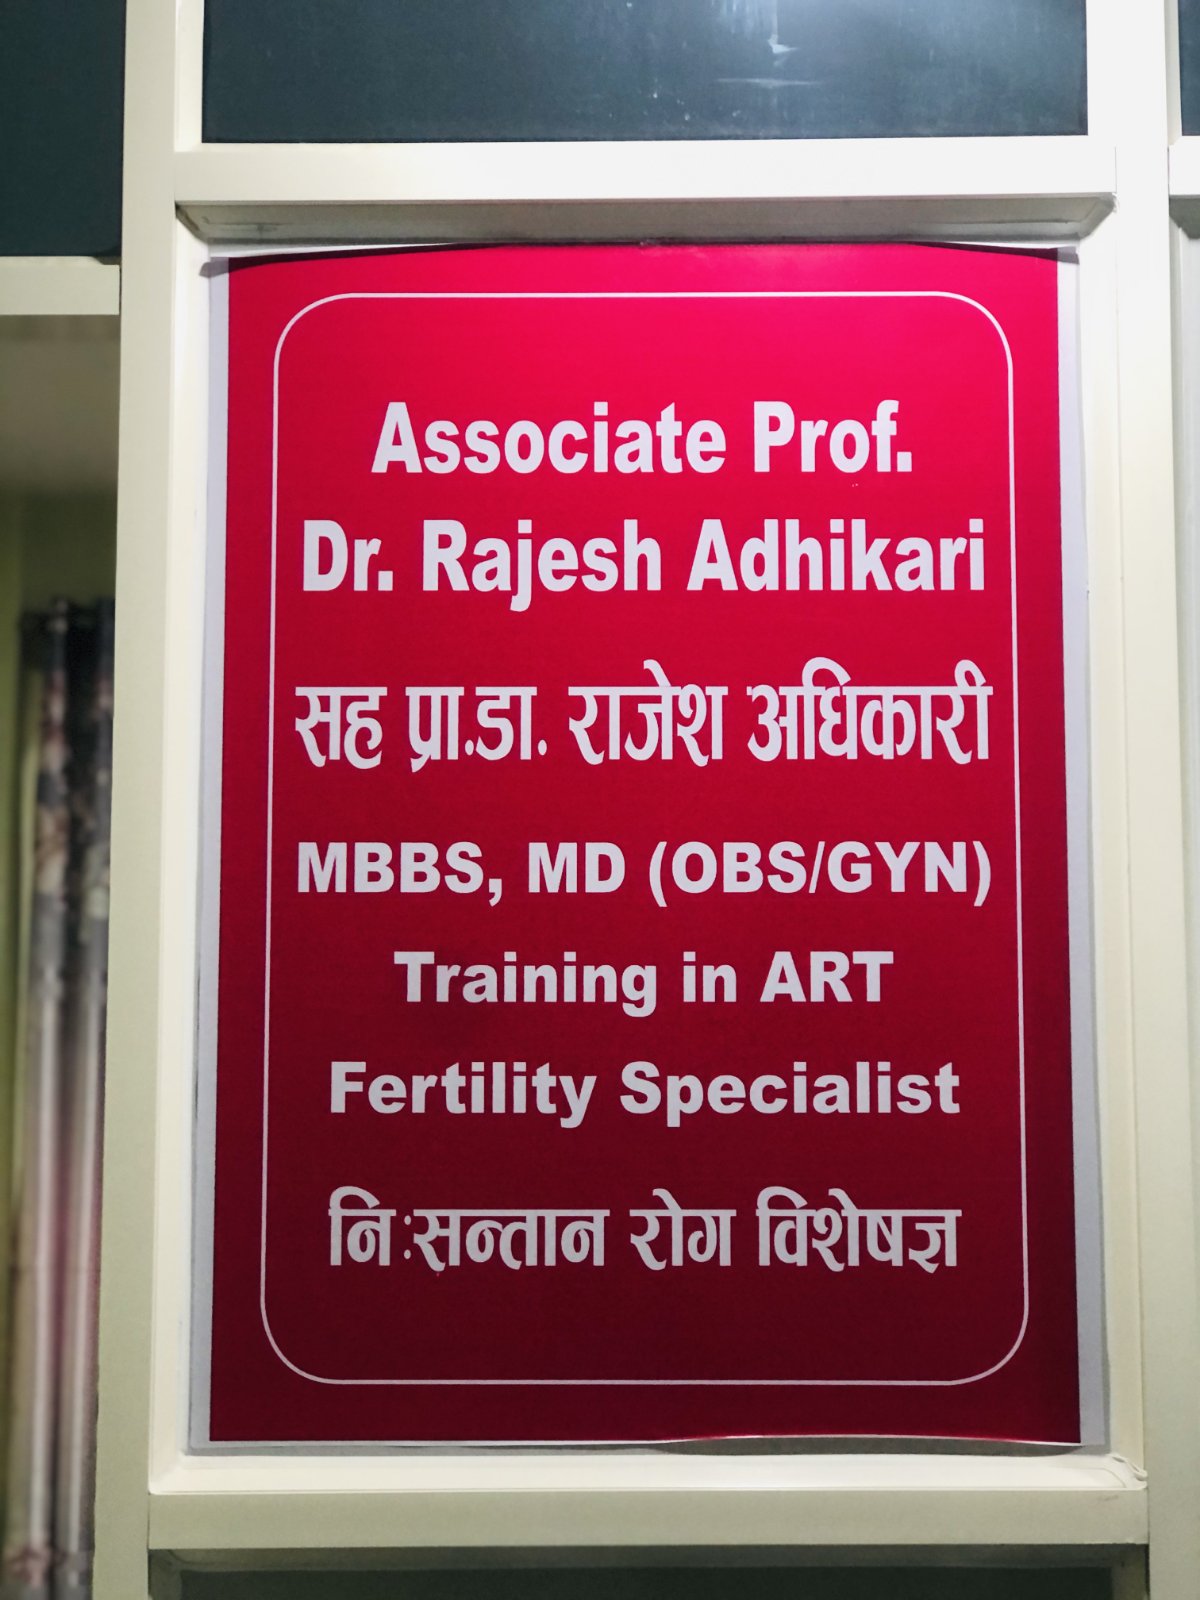 Associate Prof.
Dr. Rajesh Adhikari
सह प्रा.डा. राजेश अधिकारी
MBBS, MD (OBS/GYN)
Training in ART
Fertility Specialist
नि:सन्तान रोग विशेषज्ञ